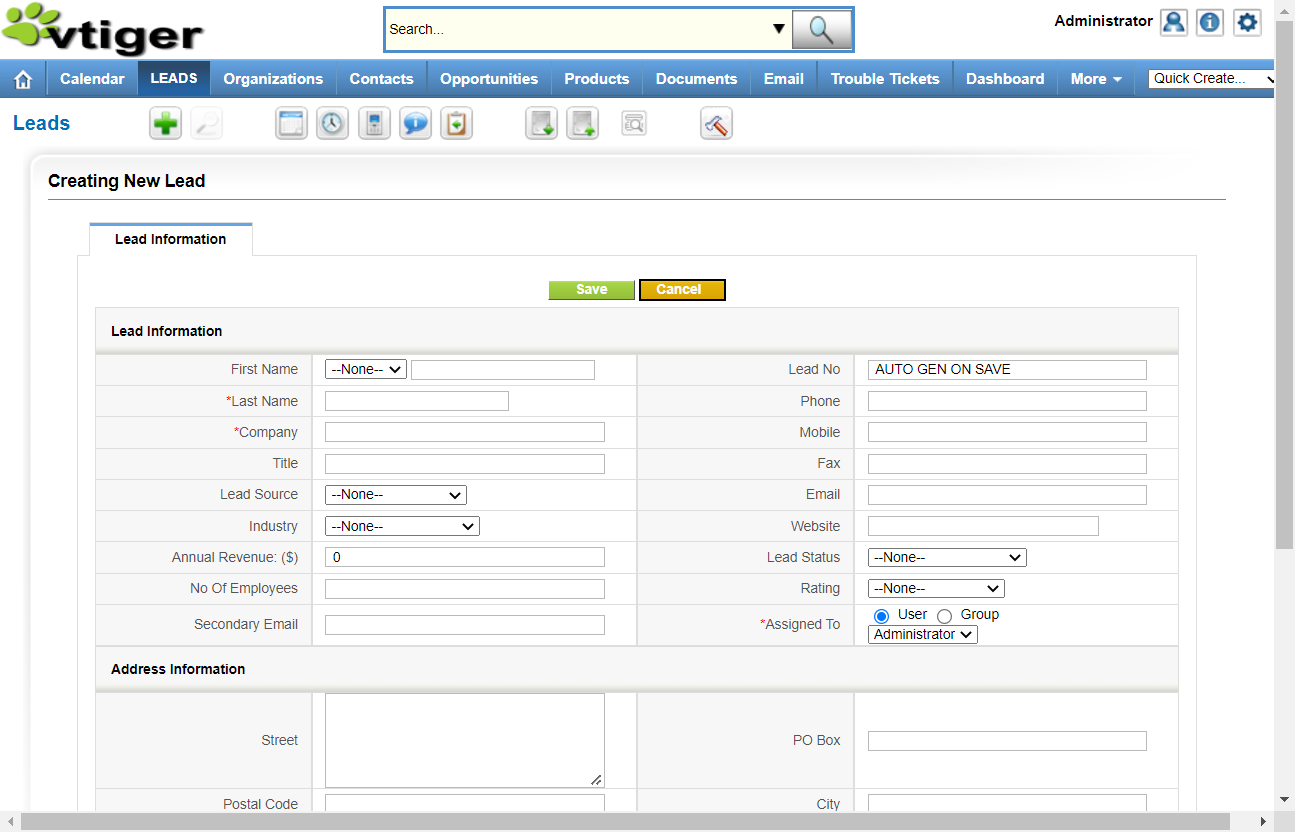 vtiger
Search...
Administrator
Calendar LEADS Organizations Contacts Opportunities Products Documents Email Trouble Tickets Dashboard More Quick Create...
Leads
Creating New Lead
Lead Information
Save Cancel
Lead Information
First Name --None-- Lead No AUTO GEN ON SAVE
*Last Name Phone
*Company Mobile
Title Fax
Lead Source --None-- Email
Industry --None-- Website
Annual Revenue: ($) 0 Lead Status --None--
No Of Employees Rating --None--
Secondary Email *Assigned To User Group
Administrator
Address Information
Street PO Box
Postal Code City